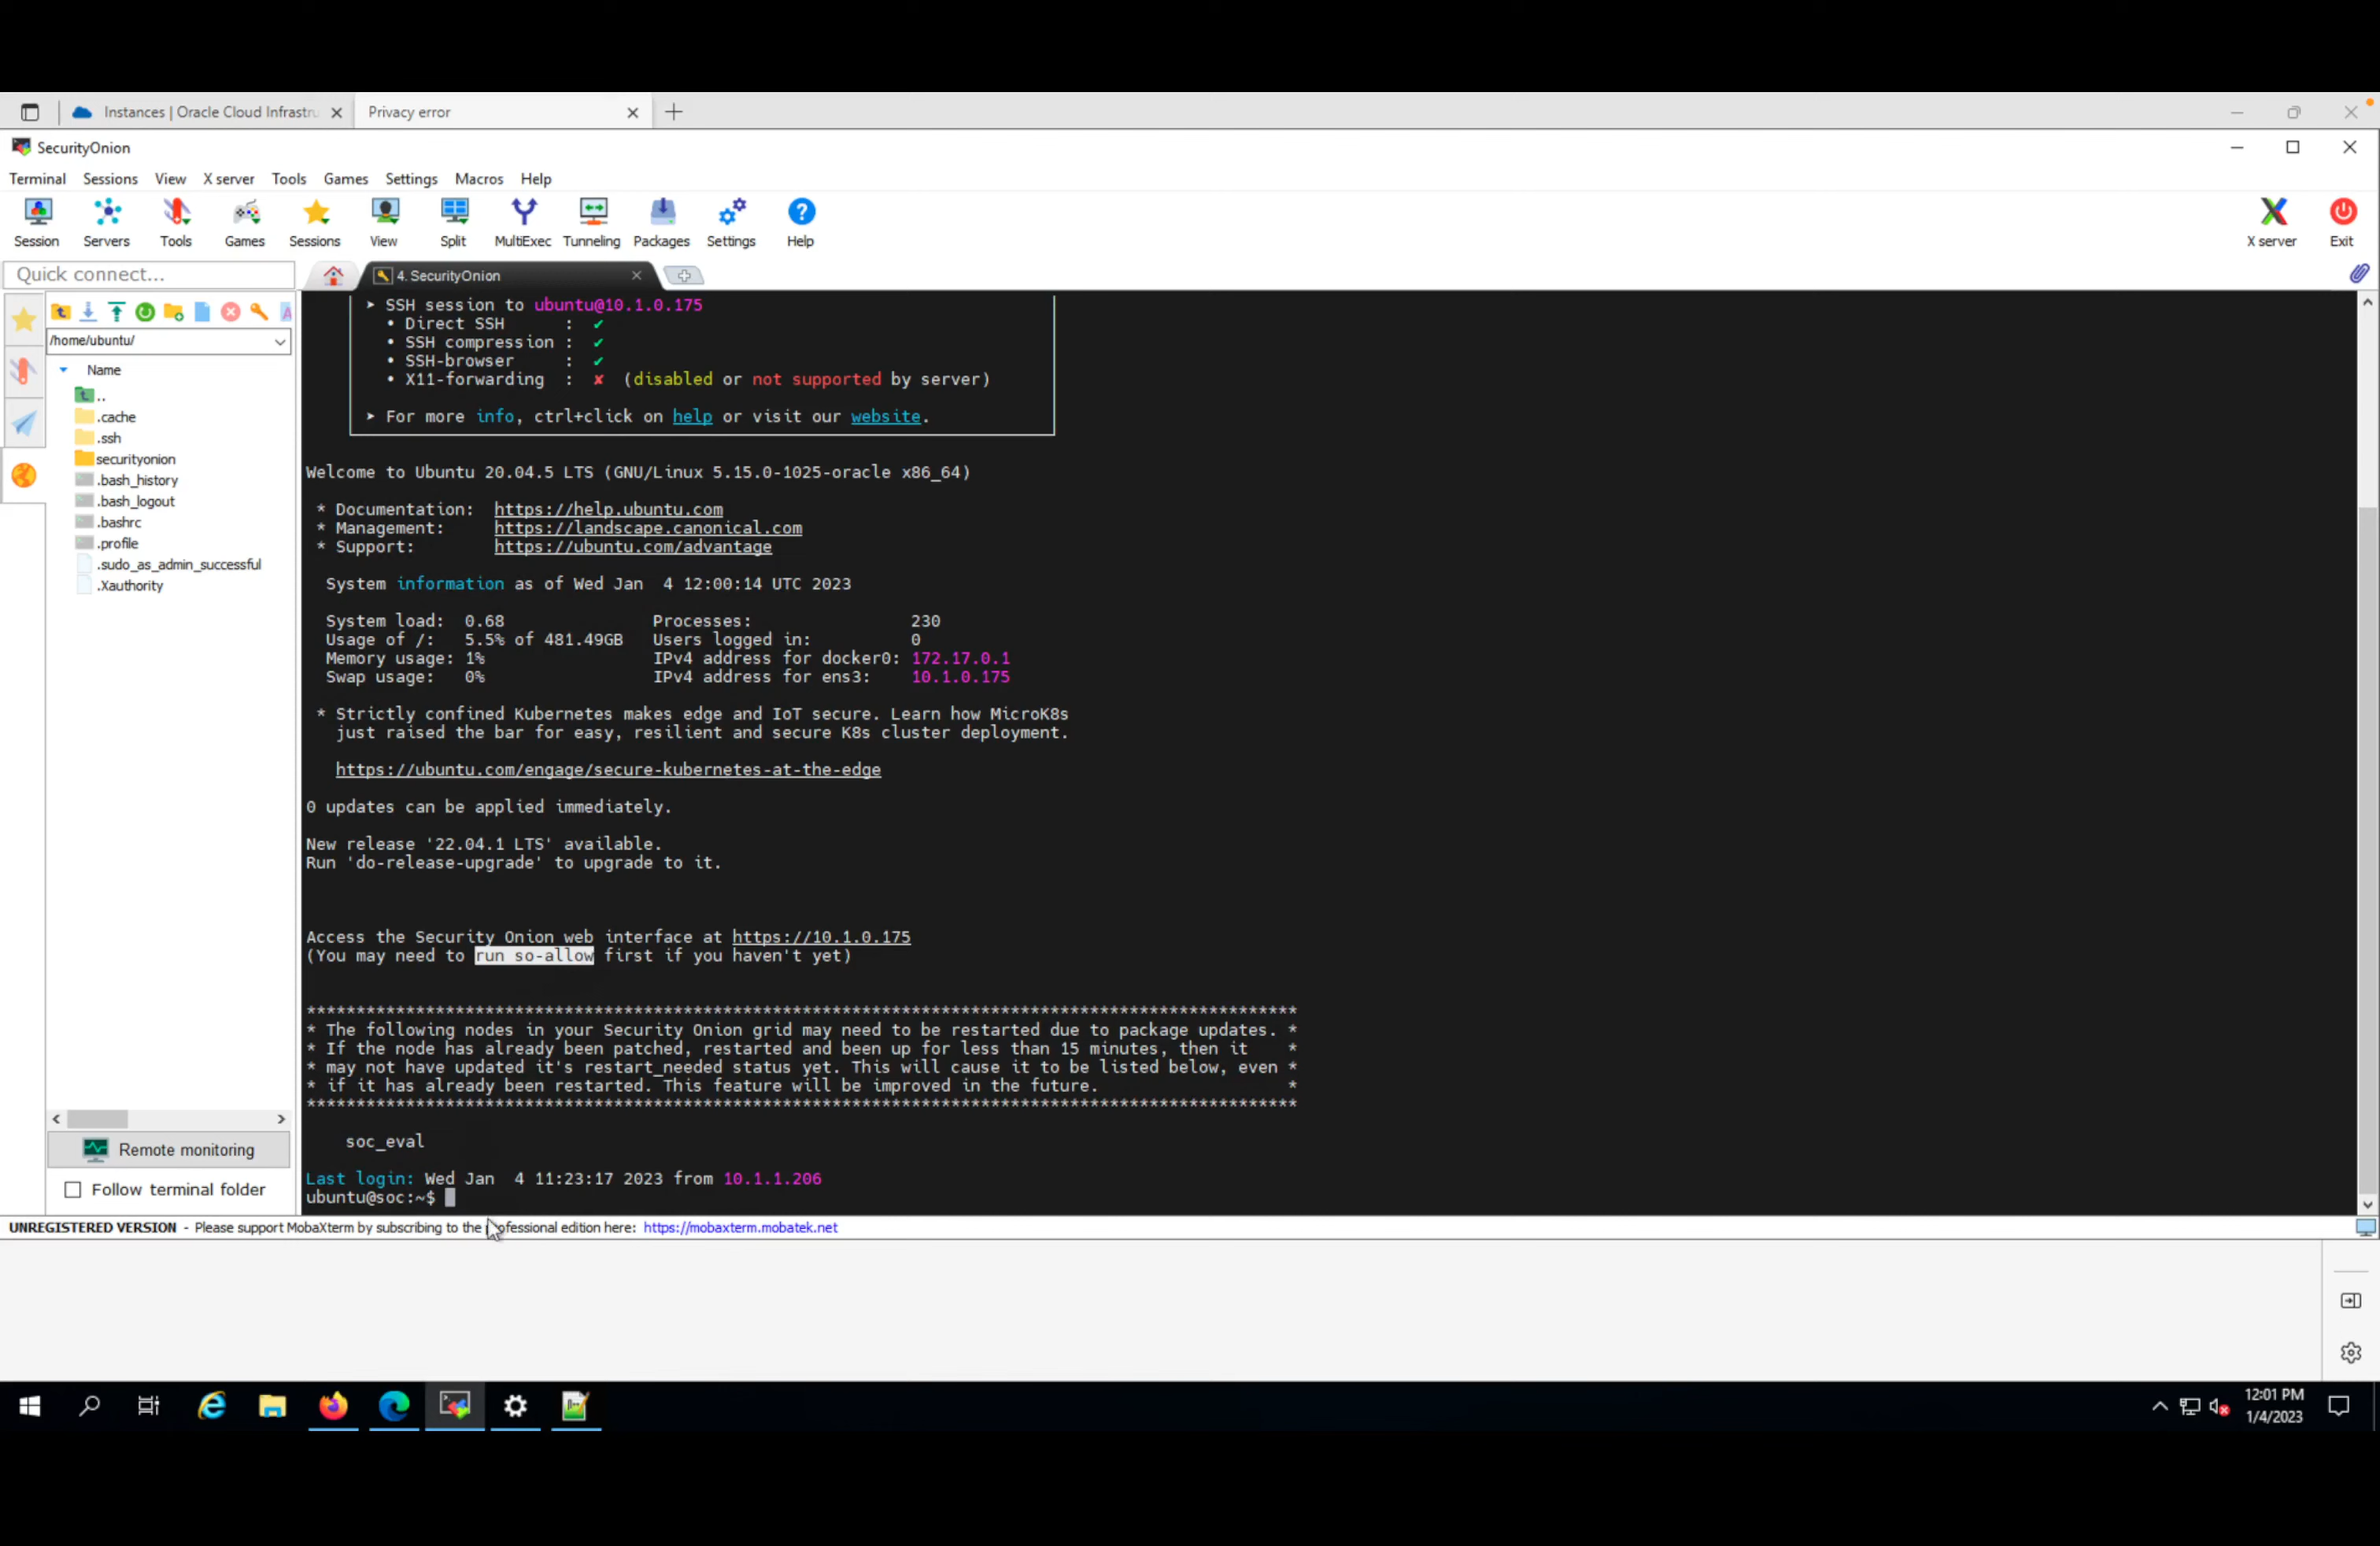 Instances | Oracle Cloud Infrastru
Privacy error
SecurityOnion
Terminal Sessions View X server Tools Games Settings Macros Help
Session Servers Tools Games Sessions View Split MultiExec Tunneling Packages Settings Help X server Exit
Quick connect...
4. SecurityOnion
/home/ubuntu/
Name
..
.cache
.ssh
securityonion
.bash_history
.bash_logout
.bashrc
.profile
.sudo_as_admin_successful
.Xauthority
Remote monitoring
Follow terminal folder
➤ SSH session to ubuntu@10.1.0.175
• Direct SSH : ✔
• SSH compression : ✔
• SSH-browser : ✔
• X11-forwarding : ✘ (disabled or not supported by server)
➤ For more info, ctrl+click on help or visit our website.
Welcome to Ubuntu 20.04.5 LTS (GNU/Linux 5.15.0-1025-oracle x86_64)
* Documentation: https://help.ubuntu.com
* Management: https://landscape.canonical.com
* Support: https://ubuntu.com/advantage
System information as of Wed Jan 4 12:00:14 UTC 2023
System load: 0.68 Processes: 230
Usage of /: 5.5% of 481.49GB Users logged in: 0
Memory usage: 1% IPv4 address for docker0: 172.17.0.1
Swap usage: 0% IPv4 address for ens3: 10.1.0.175
* Strictly confined Kubernetes makes edge and IoT secure. Learn how MicroK8s
just raised the bar for easy, resilient and secure K8s cluster deployment.
https://ubuntu.com/engage/secure-kubernetes-at-the-edge
0 updates can be applied immediately.
New release '22.04.1 LTS' available.
Run 'do-release-upgrade' to upgrade to it.
Access the Security Onion web interface at https://10.1.0.175
(You may need to run so-allow first if you haven't yet)
****************************************************************************************************
* The following nodes in your Security Onion grid may need to be restarted due to package updates. *
* If the node has already been patched, restarted and been up for less than 15 minutes, then it *
* may not have updated it's restart_needed status yet. This will cause it to be listed below, even *
* if it has already been restarted. This feature will be improved in the future. *
****************************************************************************************************
soc_eval
Last login: Wed Jan 4 11:23:17 2023 from 10.1.1.206
ubuntu@soc:~$
UNREGISTERED VERSION - Please support MobaXterm by subscribing to the professional edition here: https://mobaxterm.mobatek.net
12:01 PM
1/4/2023